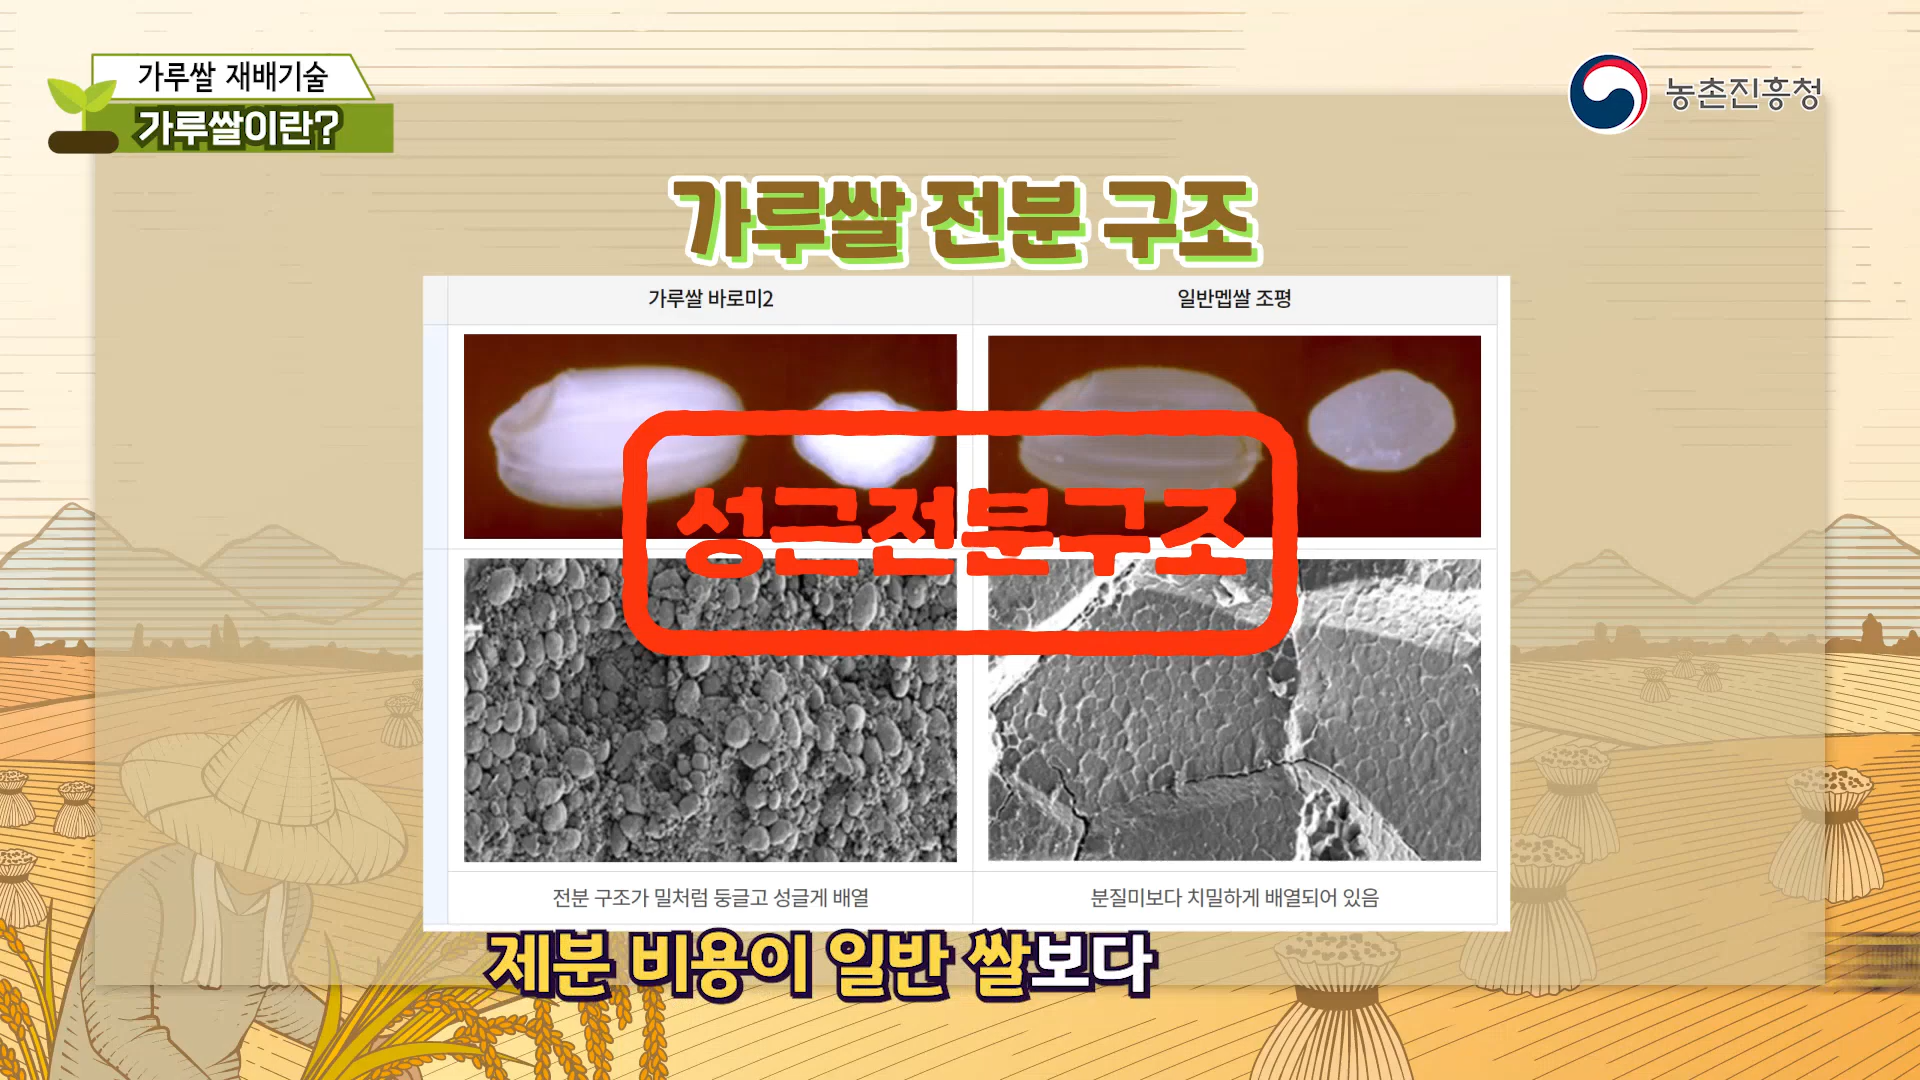 가루쌀 재배기술
가루쌀이란?
농촌진흥청
가루쌀 전분 구조
가루쌀 바로미2
일반멥쌀 조평
성근전분구조
전분 구조가 밀처럼 둥글고 성글게 배열
분질미보다 치밀하게 배열되어 있음
제분 비용이 일반 쌀보다